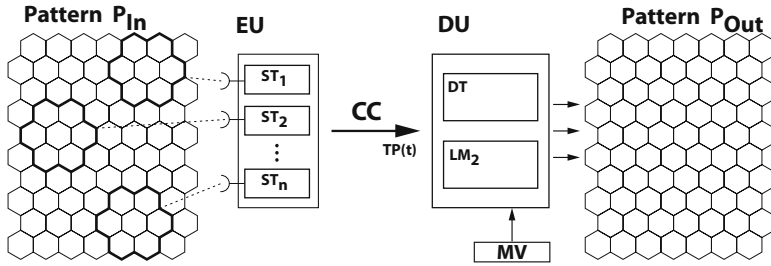 Pattern P_In
EU
DU
Pattern P_Out
ST_1
ST_2
⋮
ST_n
CC
TP(t)
DT
LM_2
MV